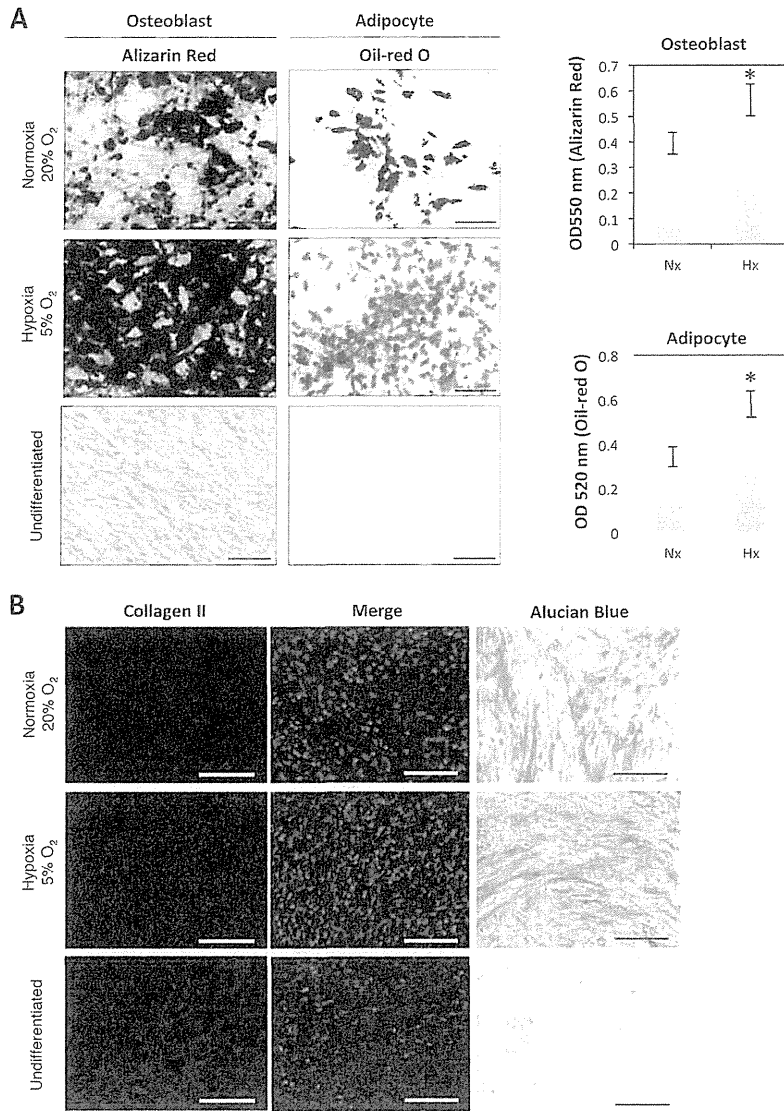 A
Osteoblast
Adipocyte
Alizarin Red
Oil-red O
Normoxia
20% O₂
Hypoxia
5% O₂
Undifferentiated
Osteoblast
OD550 nm (Alizarin Red)
0.7
0.6
0.5
0.4
0.3
0.2
0.1
0
*
Nx
Hx
Adipocyte
OD 520 nm (Oil-red O)
0.8
0.6
0.4
0.2
0
*
Nx
Hx
B
Collagen II
Merge
Alucian Blue
Normoxia
20% O₂
Hypoxia
5% O₂
Undifferentiated